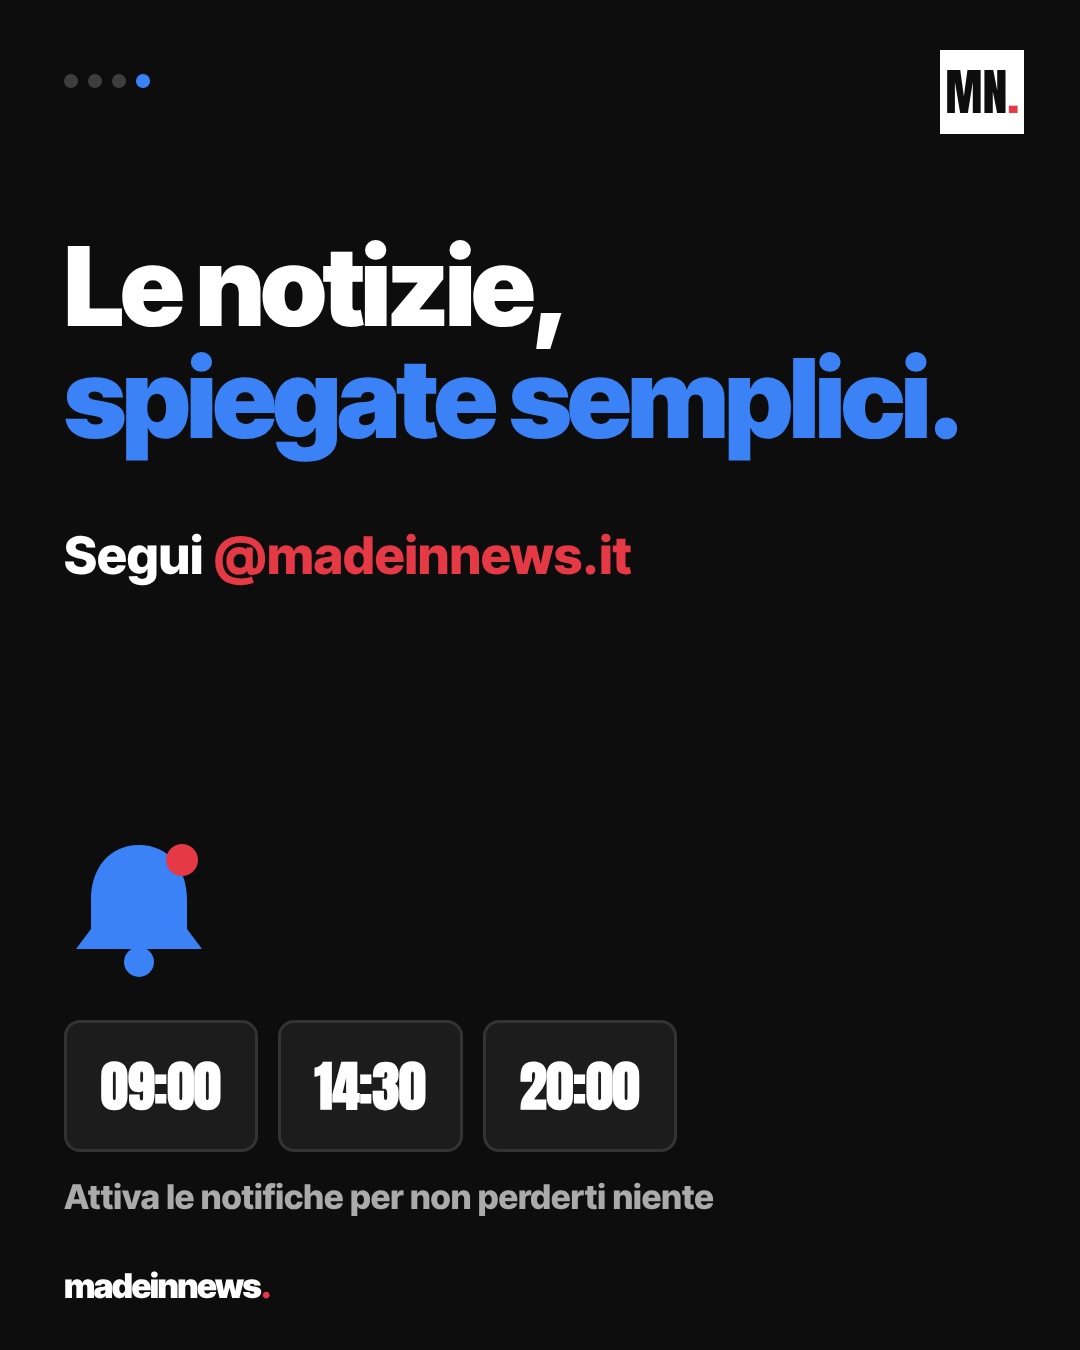 MN.
Le notizie,
spiegate semplici.
Segui @madeinnews.it
09:00 14:30 20:00
Attiva le notifiche per non perderti niente
madeinnews.